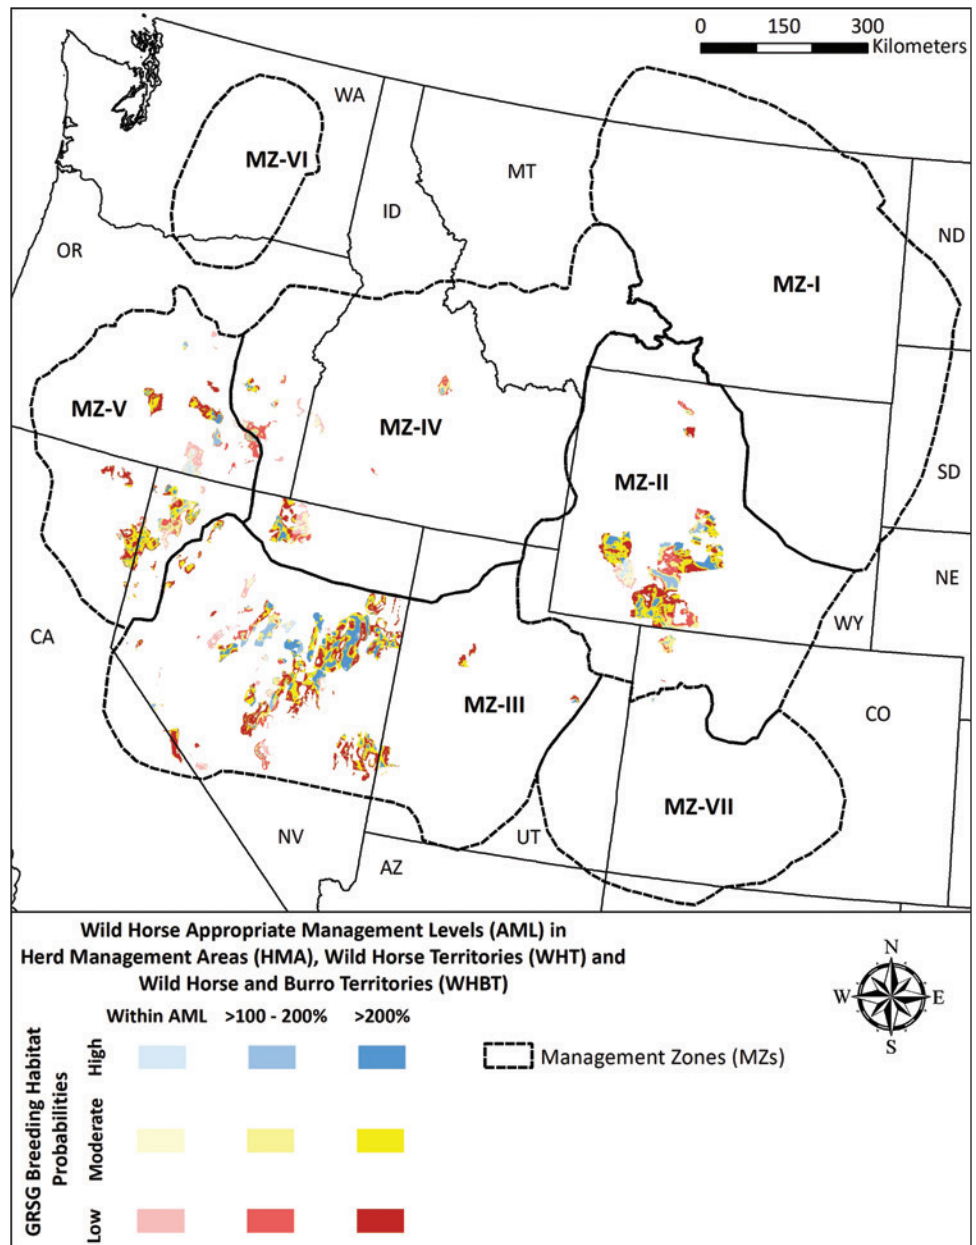 0 150 300
Kilometers
WA
MZ-VI
MT
ID
ND
OR
MZ-I
MZ-V
MZ-IV
MZ-II
SD
NE
CA
WY
MZ-III
CO
MZ-VII
NV
UT
AZ
Wild Horse Appropriate Management Levels (AML) in
Herd Management Areas (HMA), Wild Horse Territories (WHT) and
Wild Horse and Burro Territories (WHBT)
Within AML >100 - 200% >200%
GRSG Breeding Habitat
Probabilities
High
Moderate
Low
Management Zones (MZs)
N
W E
S